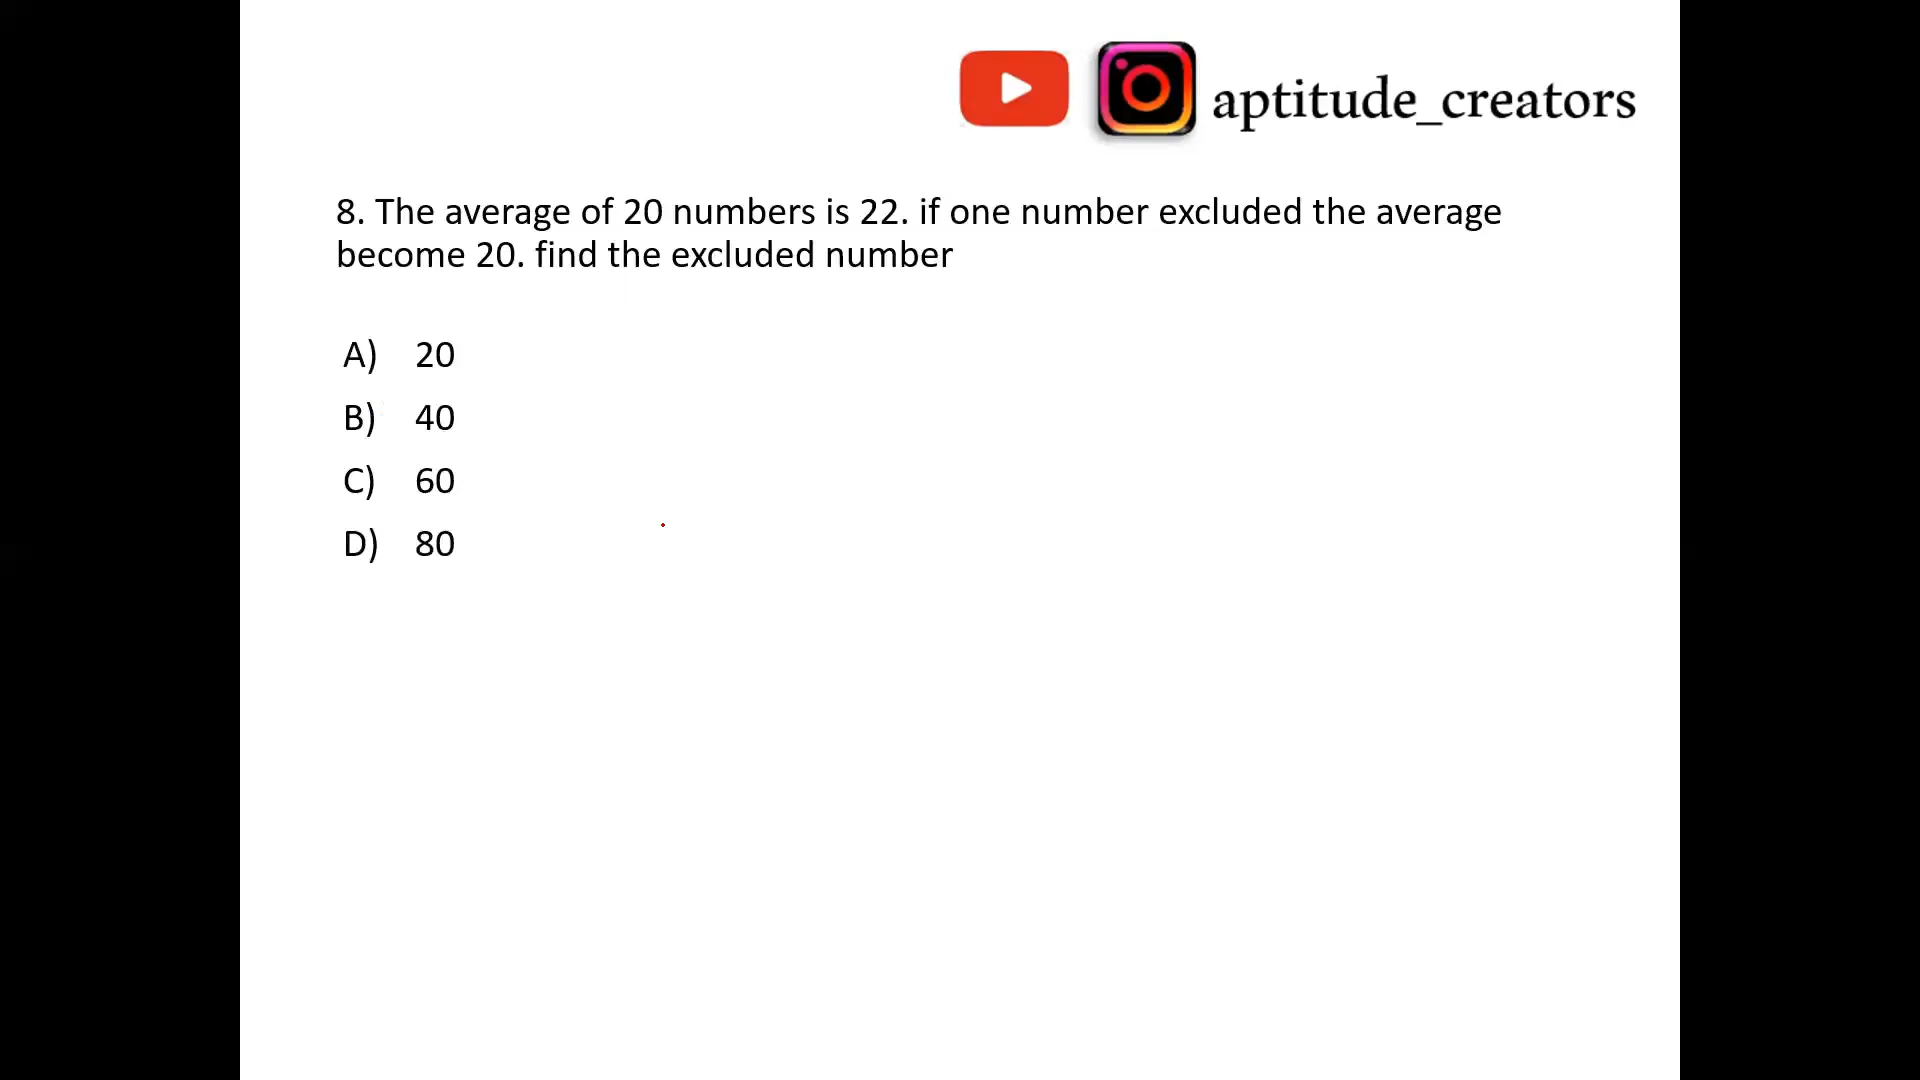 aptitude_creators
8. The average of 20 numbers is 22. if one number excluded the average
become 20. find the excluded number
A) 20
B) 40
C) 60
D) 80